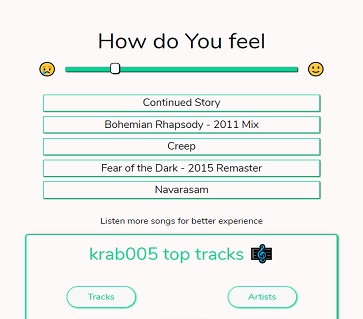 How do You feel
Continued Story
Bohemian Rhapsody - 2011 Mix
Creep
Fear of the Dark - 2015 Remaster
Navarasam
Listen more songs for better experience
krab005 top tracks
Tracks
Artists